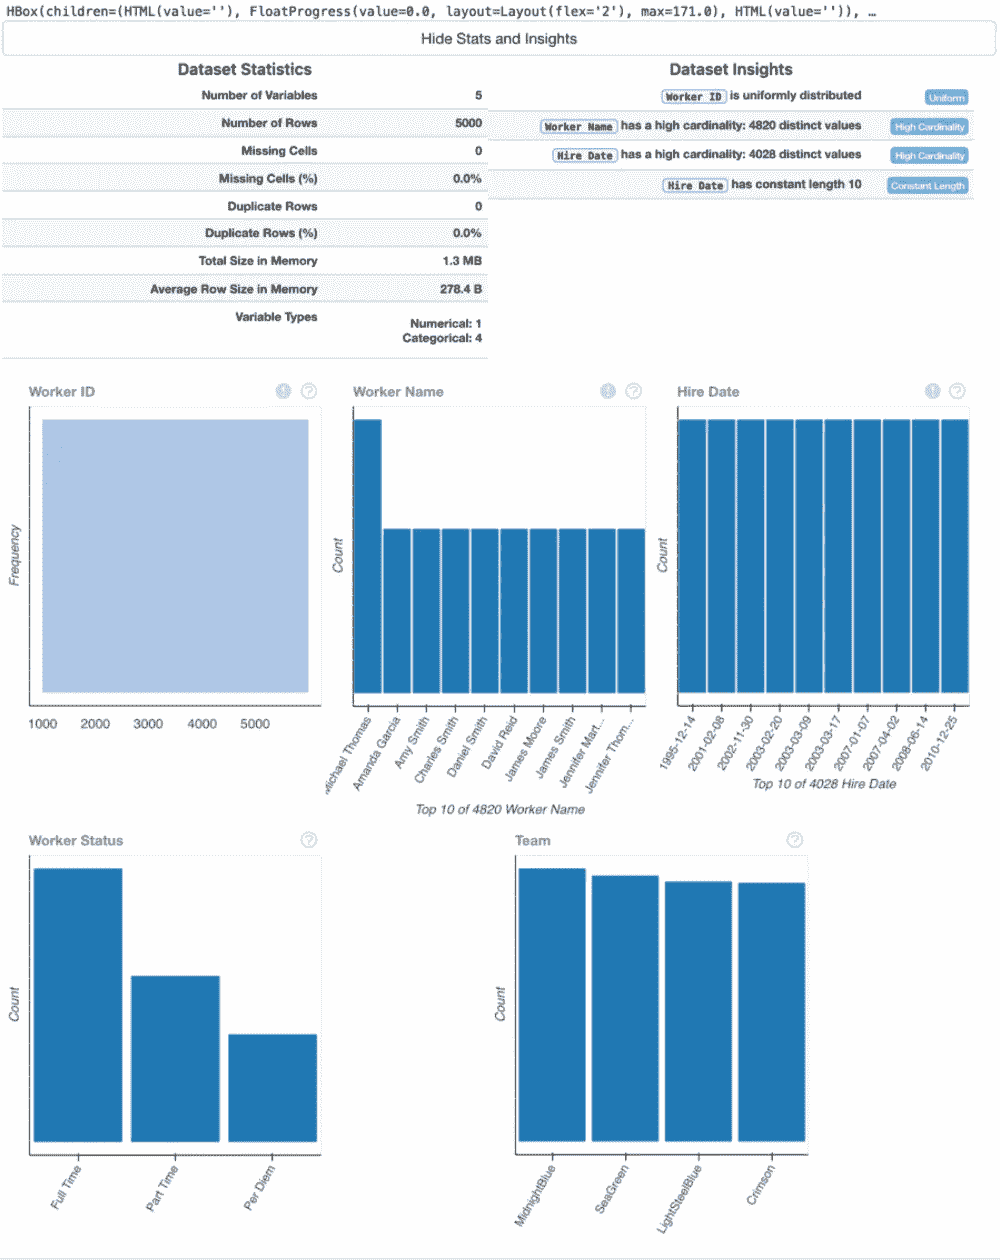 HBox(children=(HTML(value=''), FloatProgress(value=0.0, layout=Layout(flex='2'), max=171.0), HTML(value='')), …
Hide Stats and Insights
Dataset Statistics
Number of Variables 5
Number of Rows 5000
Missing Cells 0
Missing Cells (%) 0.0%
Duplicate Rows 0
Duplicate Rows (%) 0.0%
Total Size in Memory 1.3 MB
Average Row Size in Memory 278.4 B
Variable Types Numerical: 1
Categorical: 4
Dataset Insights
Worker ID is uniformly distributed Uniform
Worker Name has a high cardinality: 4820 distinct values High Cardinality
Hire Date has a high cardinality: 4028 distinct values High Cardinality
Hire Date has constant length 10 Constant Length
Worker ID ?
Frequency
1000 2000 3000 4000 5000
Worker Name ?
Count
Michael Thomas
Amanda Garcia
Amy Smith
Charles Smith
Daniel Smith
David Reid
James Moore
James Smith
Jennifer Mart...
Jennifer Thom...
Top 10 of 4820 Worker Name
Hire Date ?
Count
1995-12-14
2001-02-08
2002-11-30
2003-02-20
2003-03-09
2003-03-17
2007-01-07
2007-04-02
2008-06-14
2010-12-25
Top 10 of 4028 Hire Date
Worker Status ?
Count
Full Time
Part Time
Per Diem
Team ?
Count
MidnightBlue
SeaGreen
LightSteelBlue
Crimson